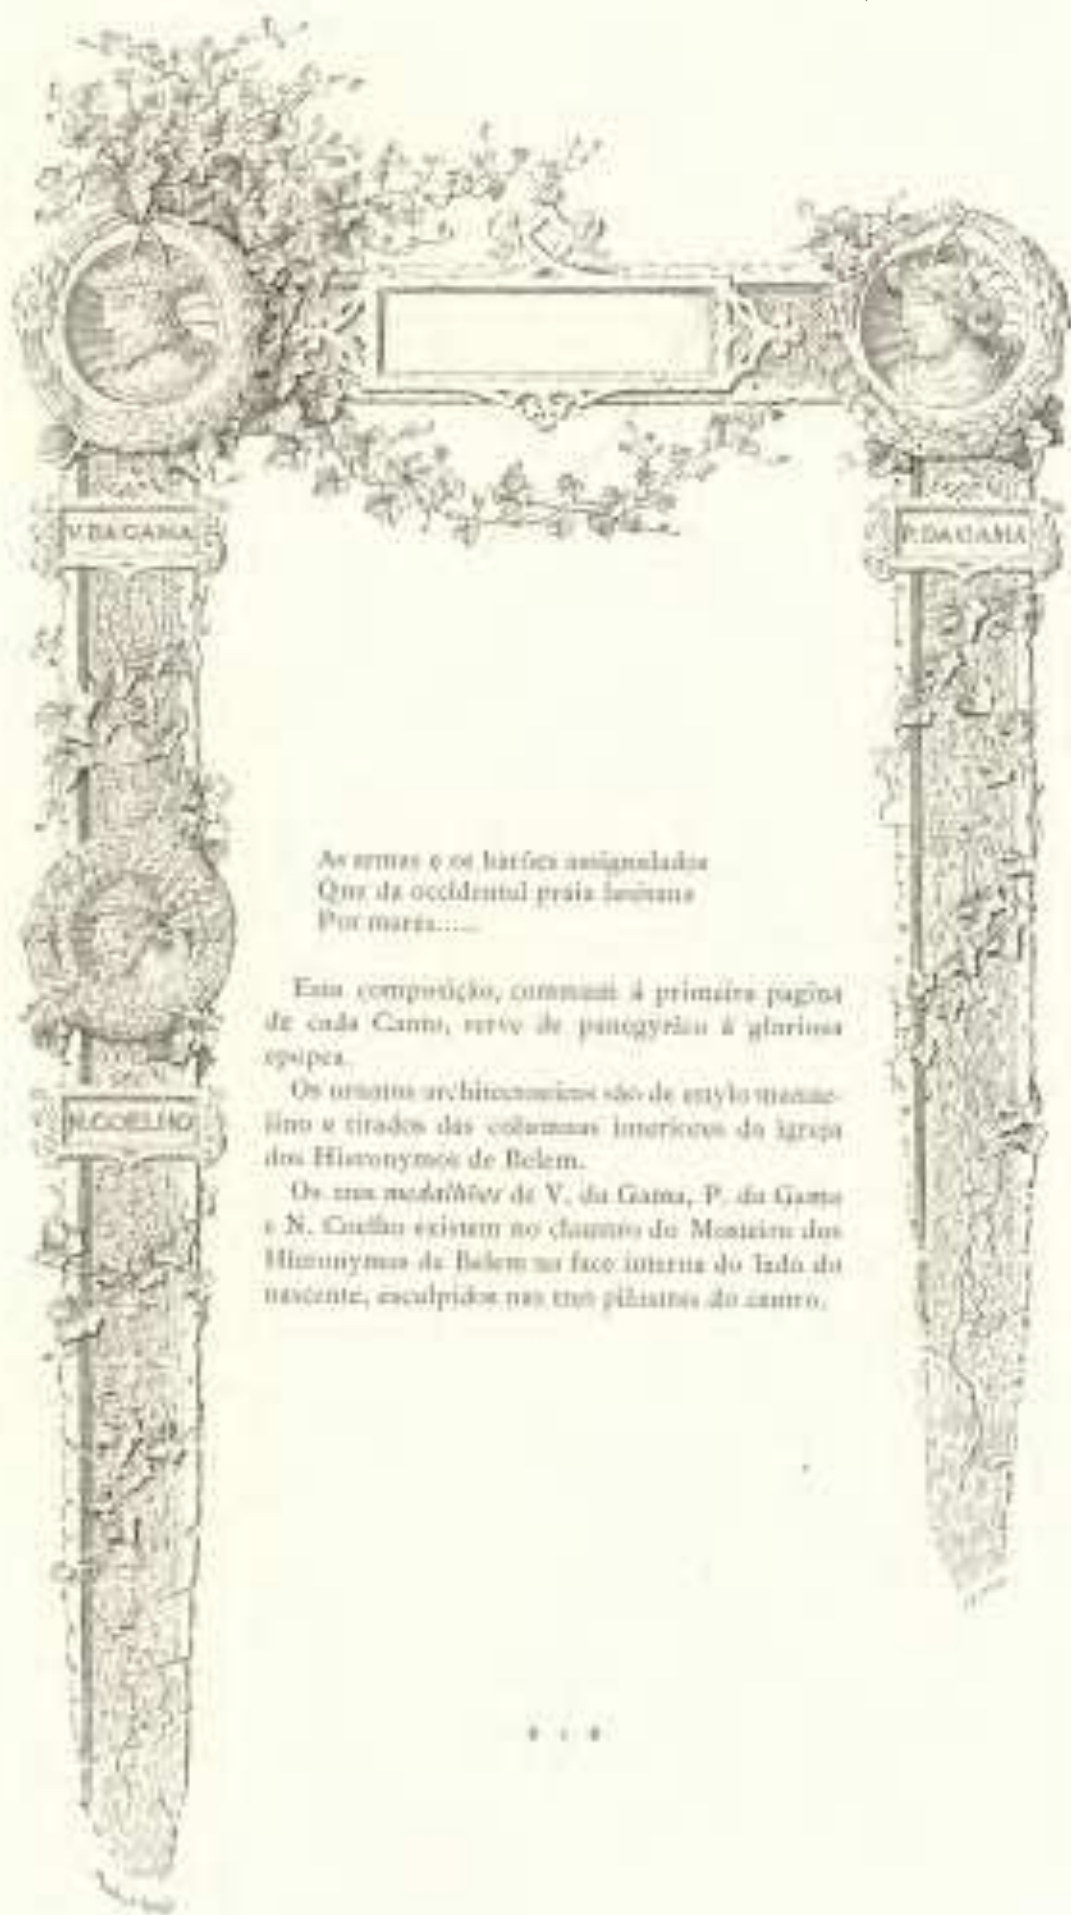 V. DA GAMA
P. DA GAMA
As armas e os barões assignalados
Que da occidental praia lusitana
Por mares.....
Esta composição, commum á primeira pagina
de cada Canto, serve de panegyrico á gloriosa
epopea.
Os ornatos architectonicos são de estylo manue-
lino e tirados das columnas interiores da igreja
dos Hieronymos de Belem.
Os tres medalhões de V. da Gama, P. da Gama
e N. Coelho existem no claustro do Mosteiro dos
Hieronymos de Belem na face interna do lado do
nascente, esculpidos nas tres pilastras do centro.
N. COELHO